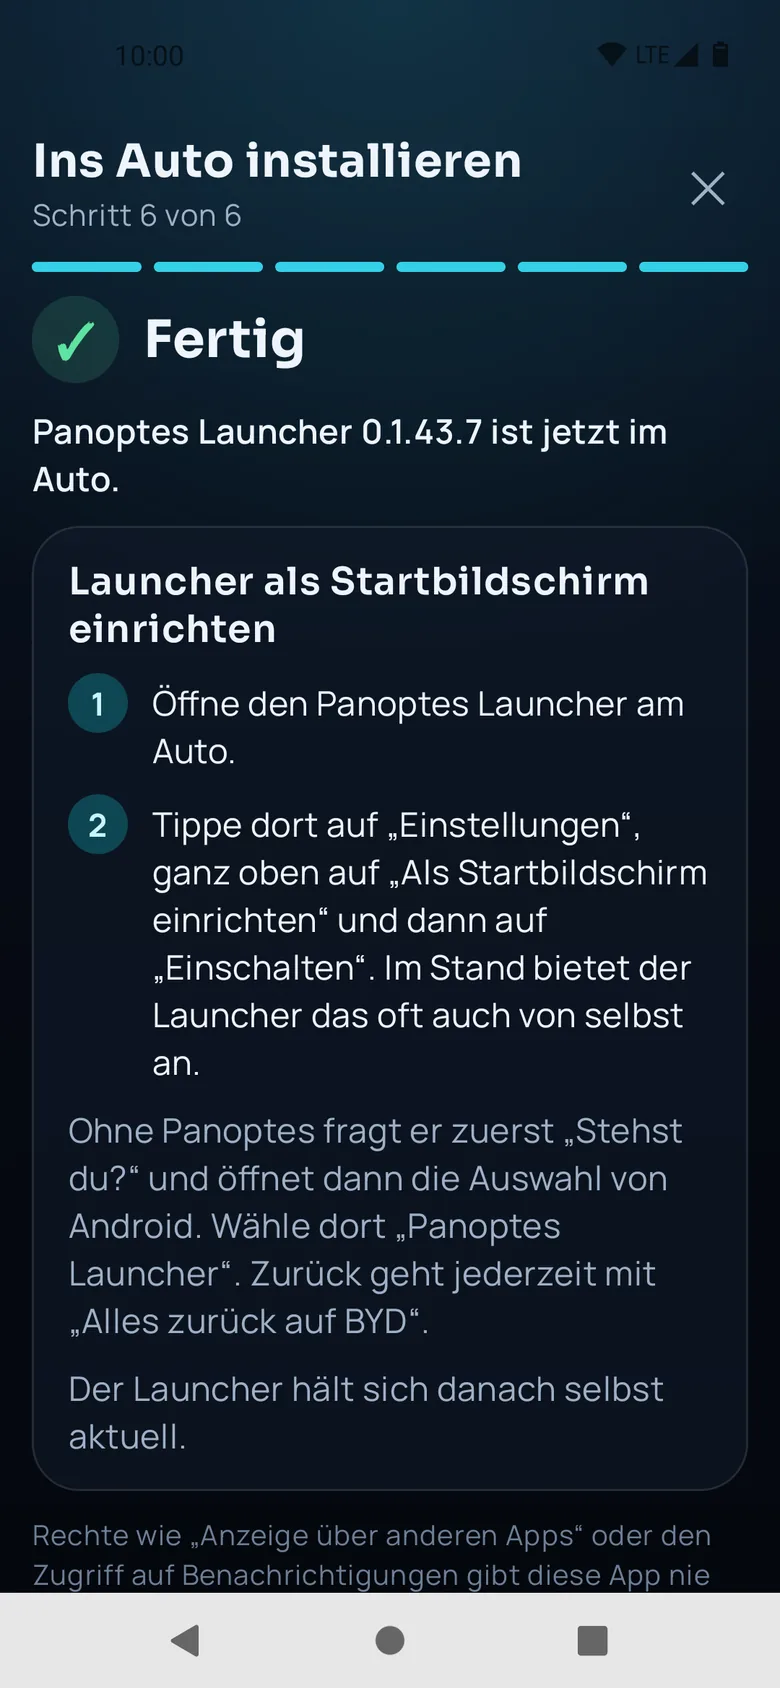 10:00
LTE
Ins Auto installieren
Schritt 6 von 6
✓ Fertig
Panoptes Launcher 0.1.43.7 ist jetzt im
Auto.
Launcher als Startbildschirm
einrichten
1 Öffne den Panoptes Launcher am
Auto.
2 Tippe dort auf „Einstellungen“,
ganz oben auf „Als Startbildschirm
einrichten“ und dann auf
„Einschalten“. Im Stand bietet der
Launcher das oft auch von selbst
an.
Ohne Panoptes fragt er zuerst „Stehst
du?“ und öffnet dann die Auswahl von
Android. Wähle dort „Panoptes
Launcher“. Zurück geht jederzeit mit
„Alles zurück auf BYD“.
Der Launcher hält sich danach selbst
aktuell.
Rechte wie „Anzeige über anderen Apps“ oder den
Zugriff auf Benachrichtigungen gibt diese App nie